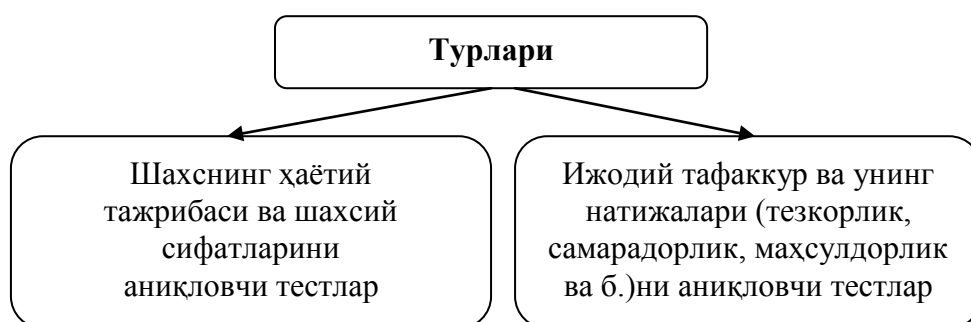 Турлари
Шахснинг ҳаётий
тажрибаси ва шахсий
сифатларини
аниқловчи тестлар
Ижодий тафаккур ва унинг
натижалари (тезкорлик,
самарадорлик, маҳсулдорлик
ва б.)ни аниқловчи тестлар